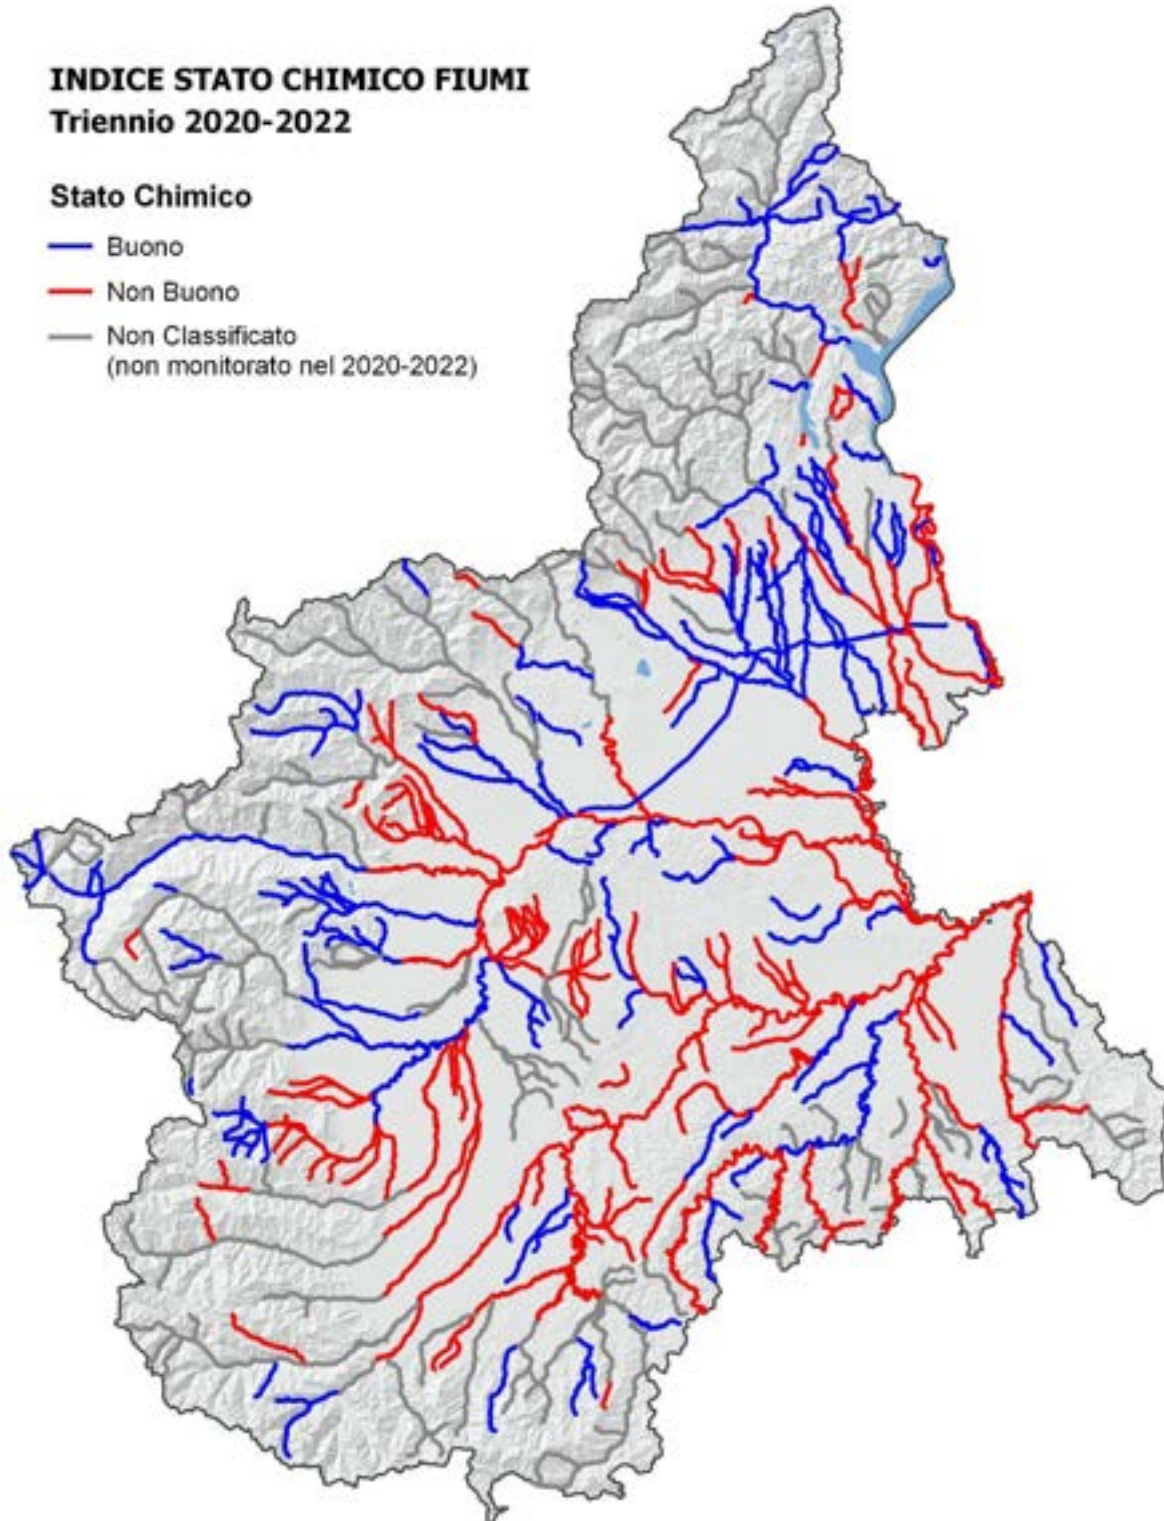 INDICE STATO CHIMICO FIUMI
Triennio 2020-2022
Stato Chimico
Buono
Non Buono
Non Classificato
(non monitorato nel 2020-2022)